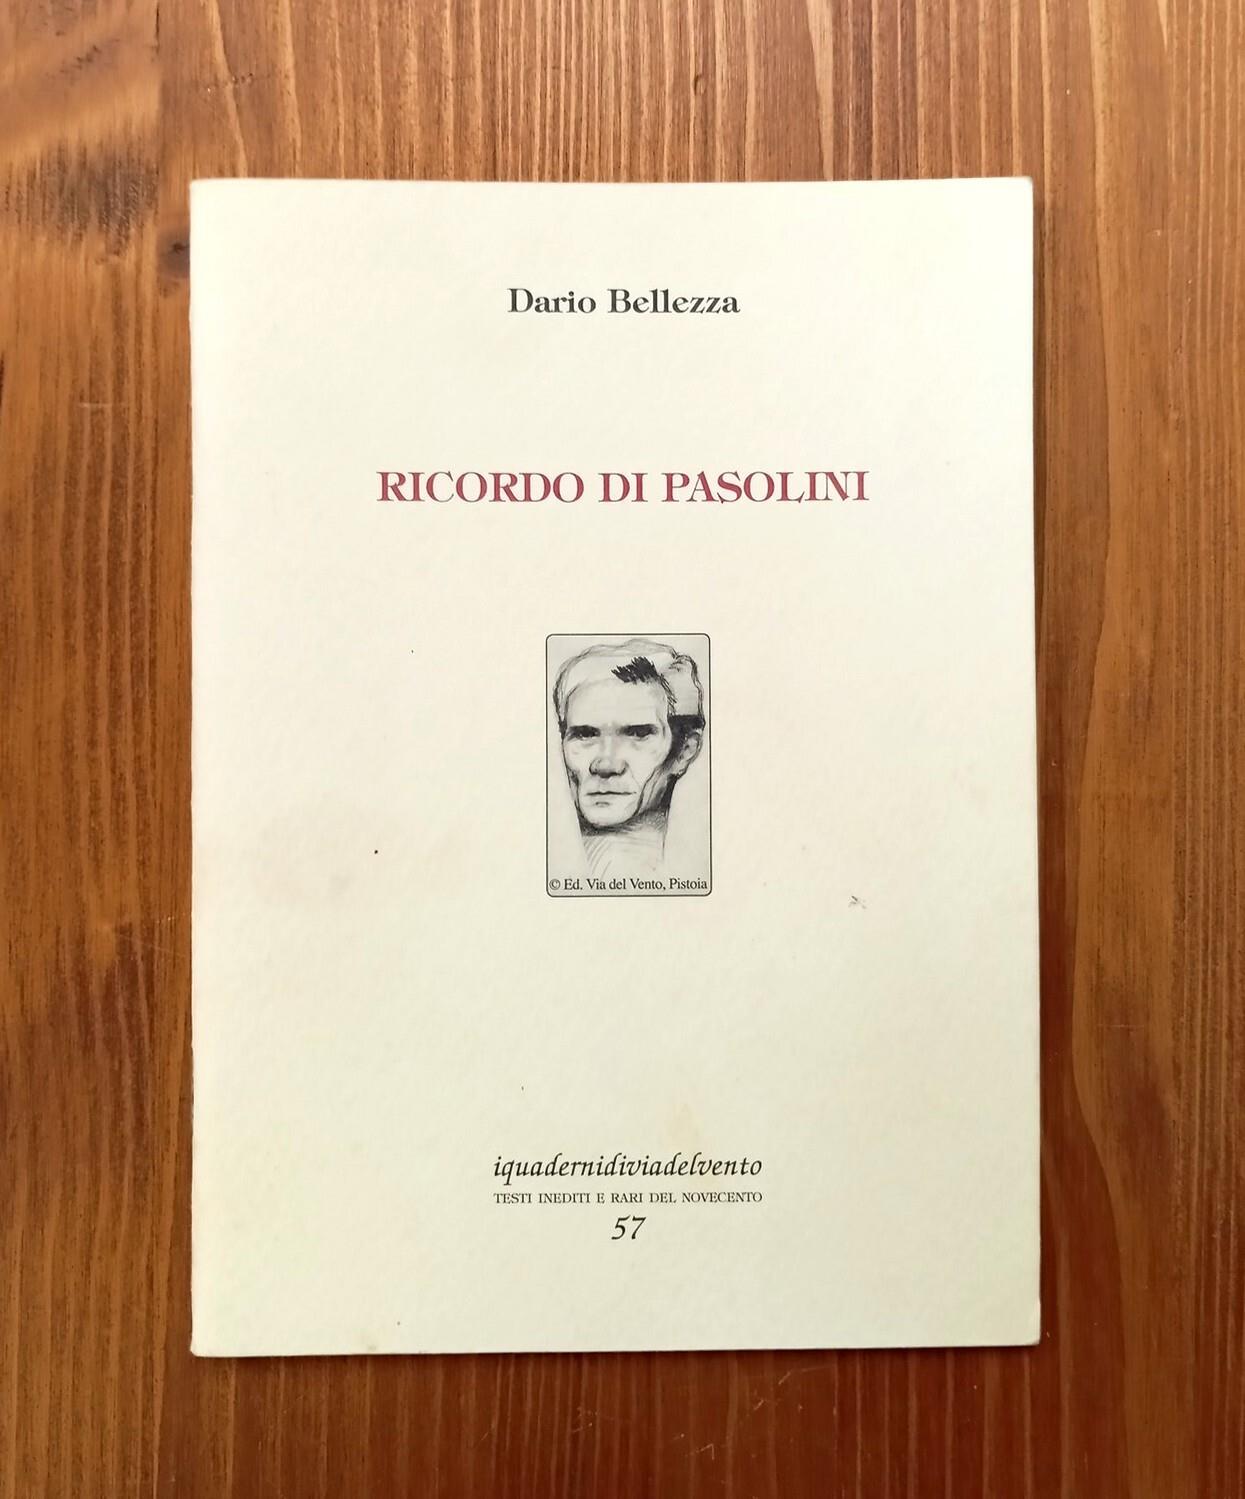 Dario Bellezza
RICORDO DI PASOLINI
© Ed. Via del Vento, Pistoia
iquadernidiviadelvento
TESTI INEDITI E RARI DEL NOVECENTO
57